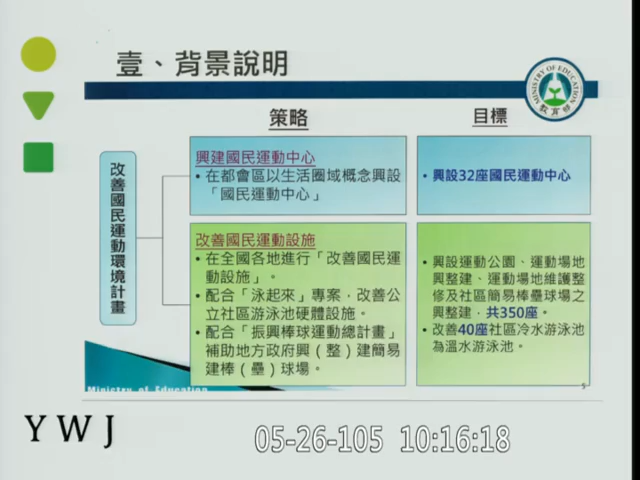 壹、背景說明
MINISTRY OF EDUCATION
教育部
策略
目標
改善國民運動環境計畫
興建國民運動中心
• 在都會區以生活圈域概念興設
「國民運動中心」
• 興設32座國民運動中心
改善國民運動設施
• 在全國各地進行「改善國民運
動設施」。
• 配合「泳起來」專案，改善公
立社區游泳池硬體設施。
• 配合「振興棒球運動總計畫」
補助地方政府興（整）建簡易
建棒（壘）球場。
• 興設運動公園、運動場地
興整建、運動場地維護整
修及社區簡易棒壘球場之
興整建，共350座。
• 改善40座社區冷水游泳池
為溫水游泳池。
Ministry of Education
5
YWJ
05-26-105 10:16:18